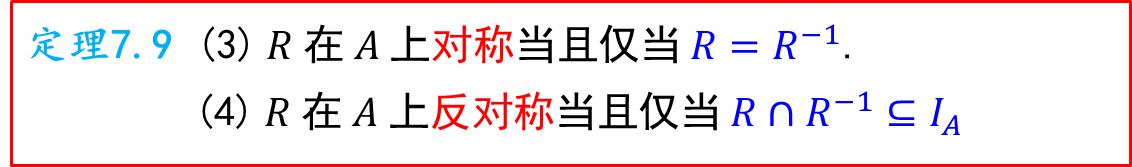 定理7.9 (3) R 在 A 上对称当且仅当 R = R⁻¹.
(4) R 在 A 上反对称当且仅当 R ∩ R⁻¹ ⊆ I_A